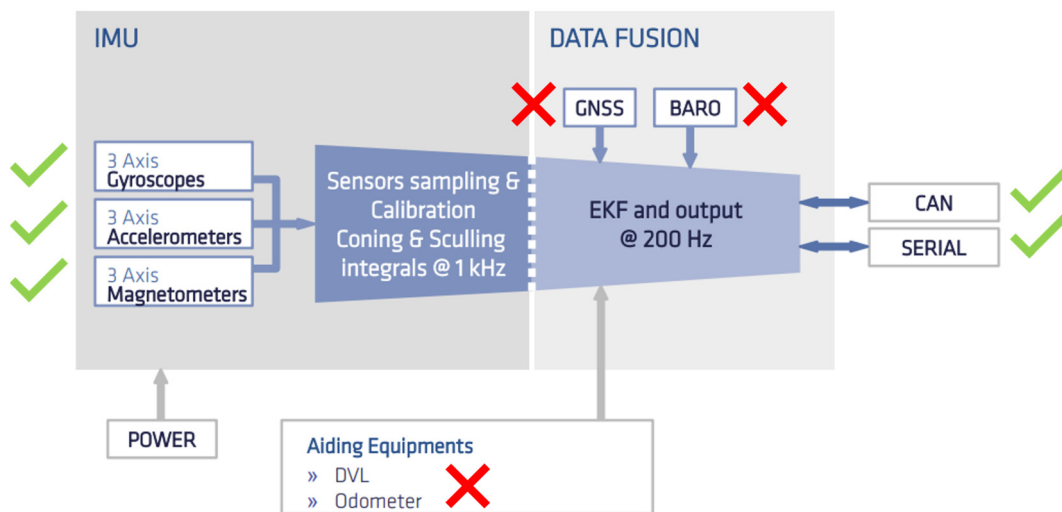 IMU
DATA FUSION
GNSS
BARO
3 Axis
Gyroscopes
3 Axis
Accelerometers
3 Axis
Magnetometers
Sensors sampling &
Calibration
Coning & Sculling
integrals @ 1 kHz
EKF and output
@ 200 Hz
CAN
SERIAL
POWER
Aiding Equipments
» DVL
» Odometer